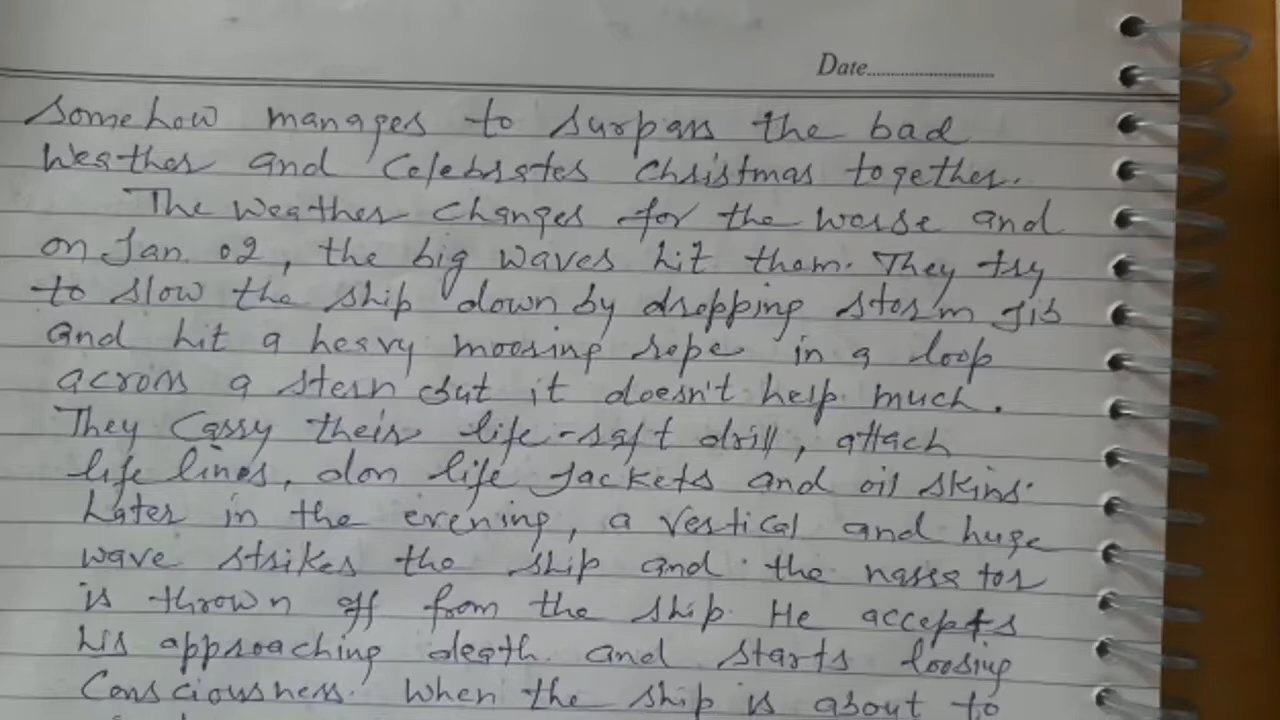 Date
somehow manages to surpass the bad
weather and celebrates Christmas together.
The weather changes for the worse and
on Jan. 02, the big waves hit them. They try
to slow the ship down by dropping storm jib
and hit a heavy mooring rope in a loop
across a stern but it doesn't help much.
They carry their life-raft drill, attach
life lines, don life jackets and oil skins.
Later in the evening, a vertical and huge
wave strikes the ship and the narrator
is thrown off from the ship. He accepts
his approaching death and starts loosing
Consciousness. When the ship is about to